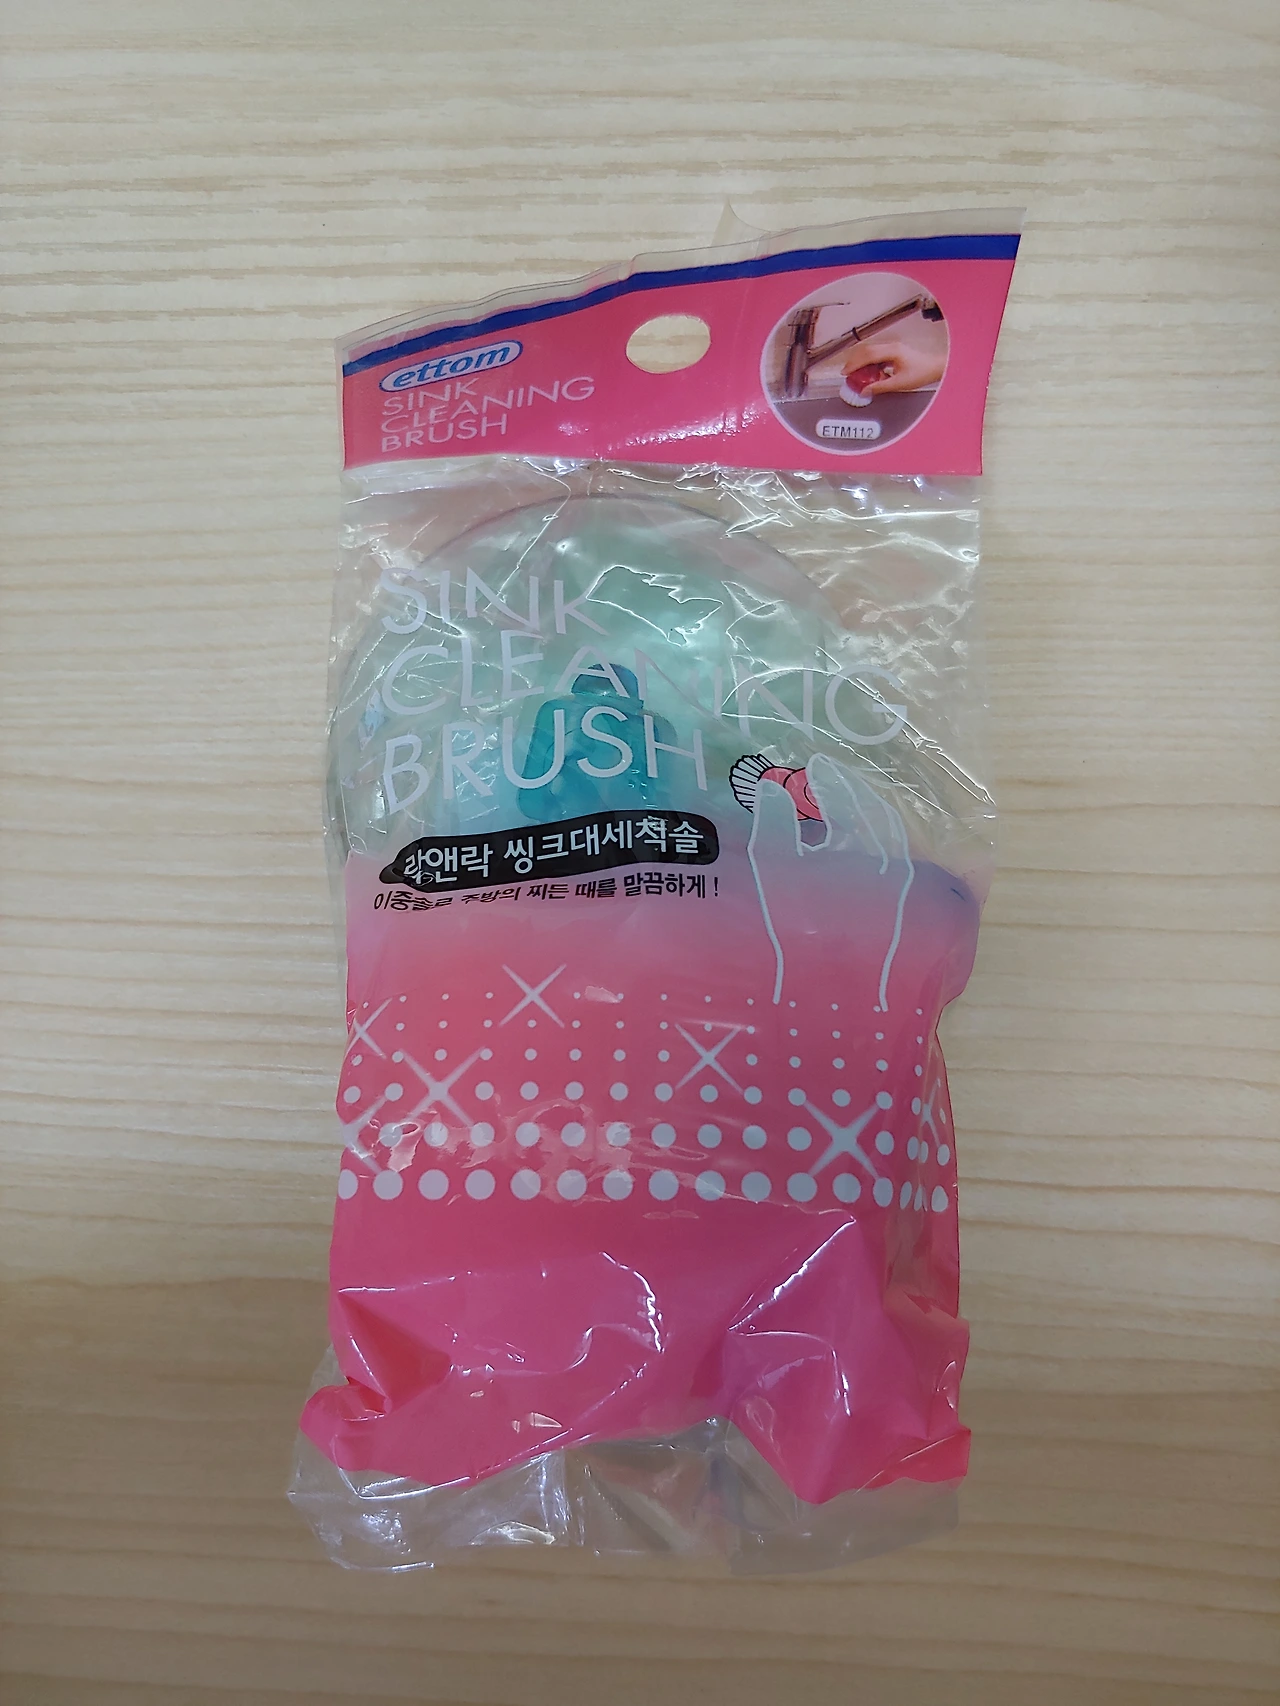 ettom
SINK
CLEANING
BRUSH
ETM112
SINK
CLEANING
BRUSH
락앤락 씽크대세척솔
이중솔로 주방의 찌든 때를 말끔하게!